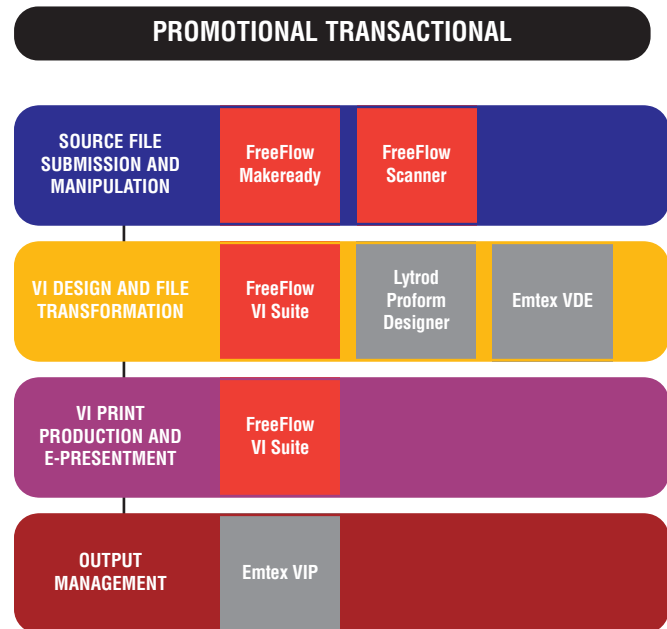 PROMOTIONAL TRANSACTIONAL
SOURCE FILE
SUBMISSION AND
MANIPULATION
FreeFlow
Makeready
FreeFlow
Scanner
VI DESIGN AND FILE
TRANSFORMATION
FreeFlow
VI Suite
Lytrod
Proform
Designer
Emtex VDE
VI PRINT
PRODUCTION AND
E-PRESENTMENT
FreeFlow
VI Suite
OUTPUT
MANAGEMENT
Emtex VIP